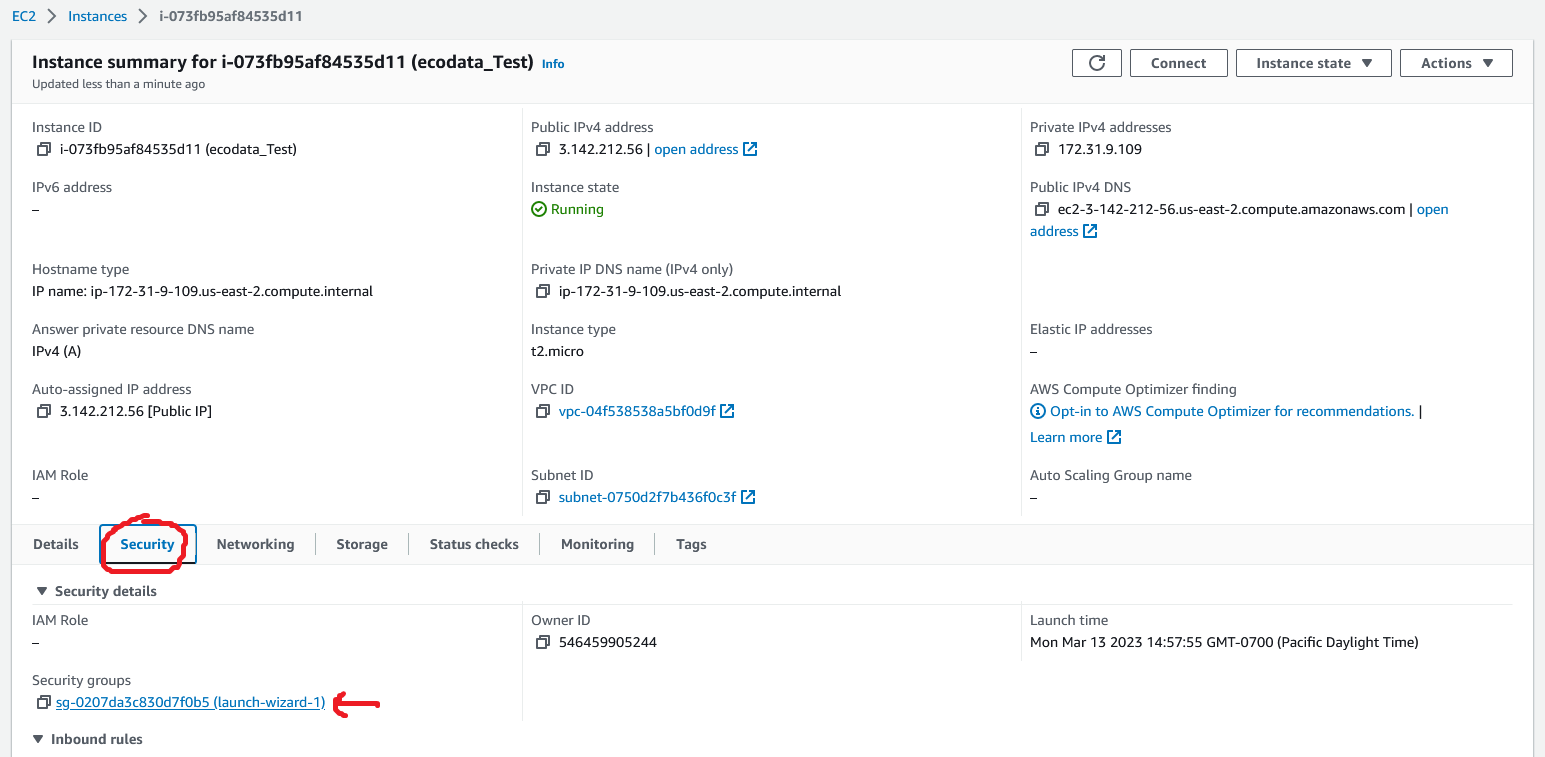 EC2 > Instances > i-073fb95af84535d11
Instance summary for i-073fb95af84535d11 (ecodata_Test) Info
Updated less than a minute ago
Connect
Instance state
Actions
Instance ID
i-073fb95af84535d11 (ecodata_Test)
Public IPv4 address
3.142.212.56 | open address
Private IPv4 addresses
172.31.9.109
IPv6 address
–
Instance state
Running
Public IPv4 DNS
ec2-3-142-212-56.us-east-2.compute.amazonaws.com | open
address
Hostname type
IP name: ip-172-31-9-109.us-east-2.compute.internal
Private IP DNS name (IPv4 only)
ip-172-31-9-109.us-east-2.compute.internal
Answer private resource DNS name
IPv4 (A)
Instance type
t2.micro
Elastic IP addresses
–
Auto-assigned IP address
3.142.212.56 [Public IP]
VPC ID
vpc-04f538538a5bf0d9f
AWS Compute Optimizer finding
Opt-in to AWS Compute Optimizer for recommendations. |
Learn more
IAM Role
–
Subnet ID
subnet-0750d2f7b436f0c3f
Auto Scaling Group name
–
Details
Security
Networking
Storage
Status checks
Monitoring
Tags
Security details
IAM Role
–
Owner ID
546459905244
Launch time
Mon Mar 13 2023 14:57:55 GMT-0700 (Pacific Daylight Time)
Security groups
sg-0207da3c830d7f0b5 (launch-wizard-1)
Inbound rules